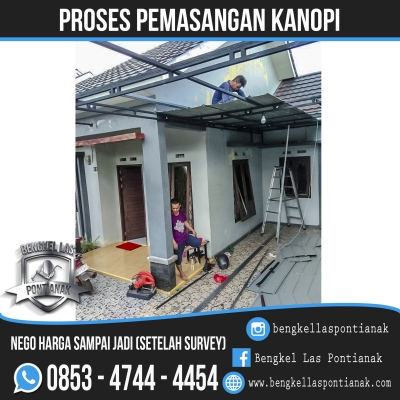 PROSES PEMASANGAN KANOPI
BENGKEL LAS
PONTIANAK
NEGO HARGA SAMPAI JADI (SETELAH SURVEY)
0853 - 4744 - 4454
bengkellaspontianak
Bengkel Las Pontianak
www.bengkellaspontianak.com